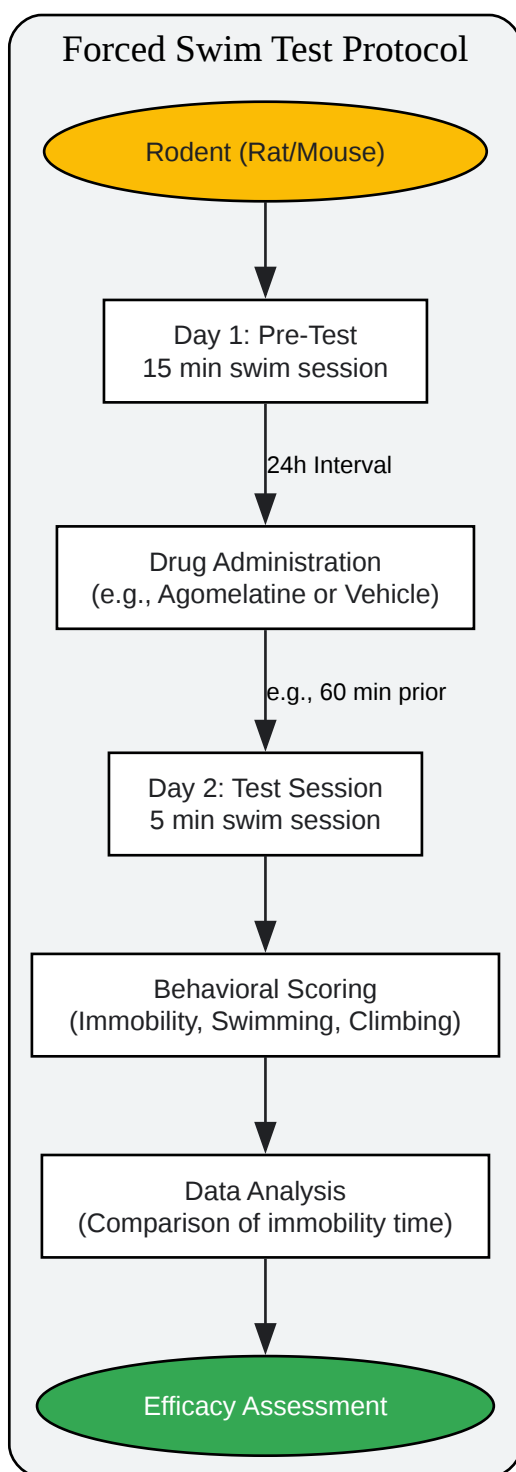 Forced Swim Test Protocol
Rodent (Rat/Mouse)
Day 1: Pre-Test
15 min swim session
24h Interval
Drug Administration
(e.g., Agomelatine or Vehicle)
e.g., 60 min prior
Day 2: Test Session
5 min swim session
Behavioral Scoring
(Immobility, Swimming, Climbing)
Data Analysis
(Comparison of immobility time)
Efficacy Assessment